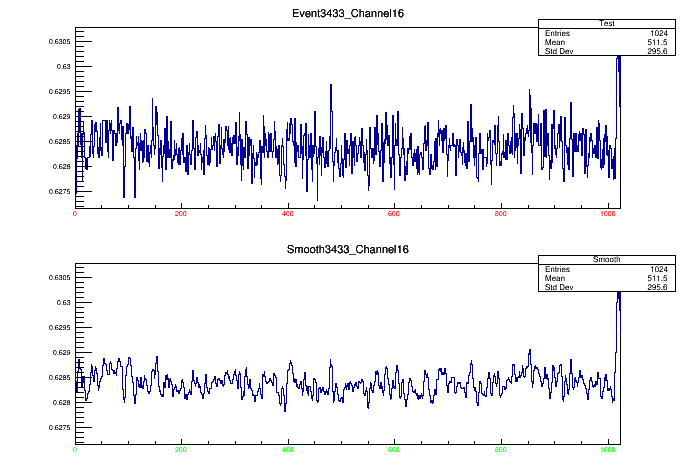 Event3433_Channel16
Test
Entries 1024
Mean 511.5
Std Dev 295.6
0.6305
0.63
0.6295
0.629
0.6285
0.628
0.6275
0 200 400 600 800 1000
Smooth3433_Channel16
Smooth
Entries 1024
Mean 511.5
Std Dev 295.6
0.6305
0.63
0.6295
0.629
0.6285
0.628
0.6275
0 200 400 600 800 1000